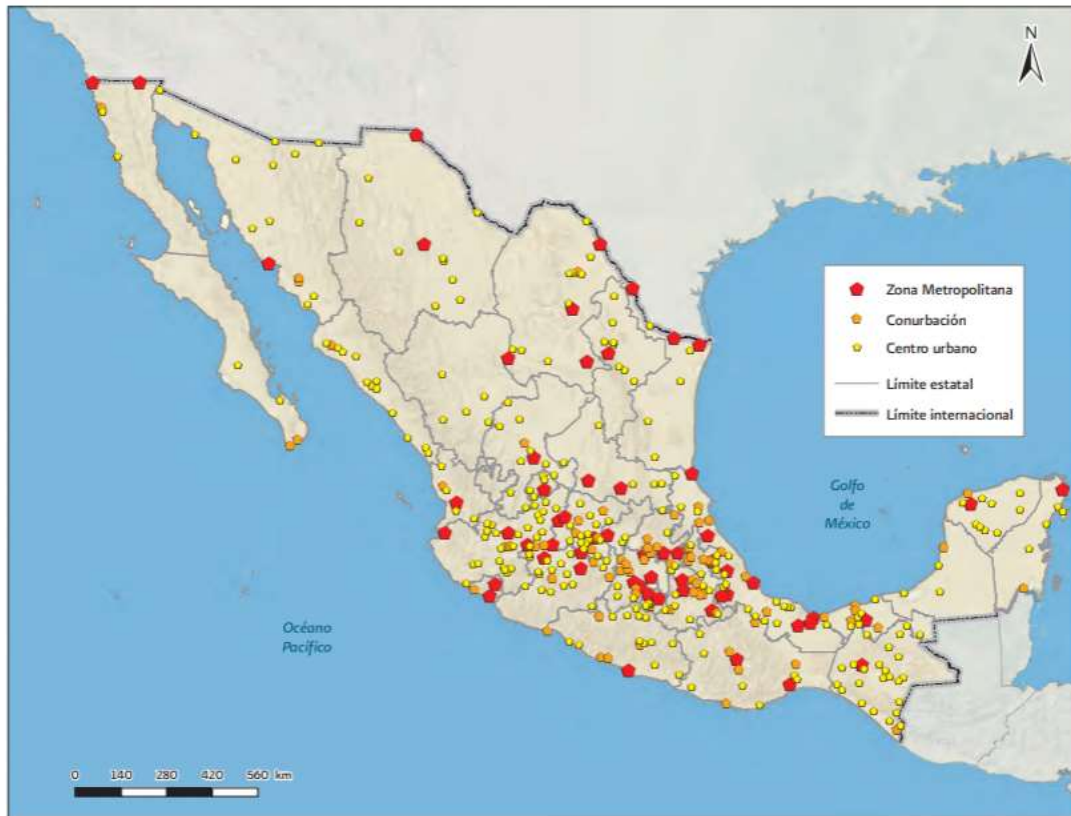 N
Zona Metropolitana
Conurbación
Centro urbano
Límite estatal
Límite internacional
Golfo
de
México
Océano
Pacífico
0 140 280 420 560 km